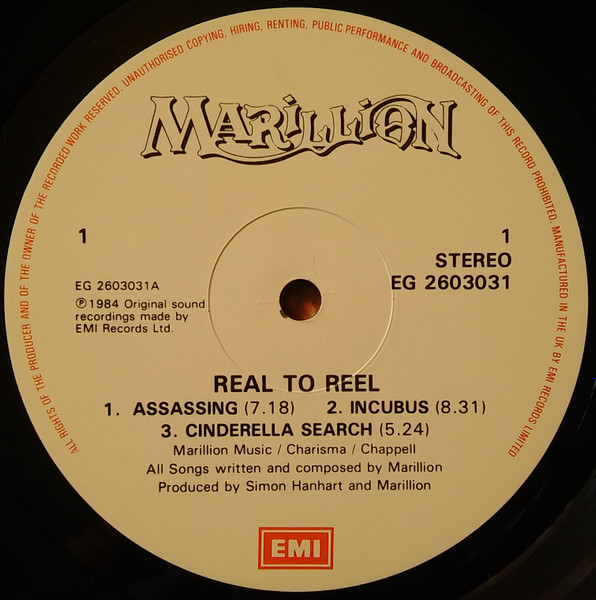 ALL RIGHTS OF THE PRODUCER AND OF THE OWNER OF THE RECORDED WORK RESERVED. UNAUTHORISED COPYING, HIRING, RENTING, PUBLIC PERFORMANCE AND BROADCASTING OF THIS RECORD PROHIBITED. MANUFACTURED IN THE UK BY EMI RECORDS LIMITED
MARiLLiON
1
1
STEREO
EG 2603031
EG 2603031A
℗1984 Original sound
recordings made by
EMI Records Ltd.
REAL TO REEL
1. ASSASSING (7.18) 2. INCUBUS (8.31)
3. CINDERELLA SEARCH (5.24)
Marillion Music / Charisma / Chappell
All Songs written and composed by Marillion
Produced by Simon Hanhart and Marillion
EMI